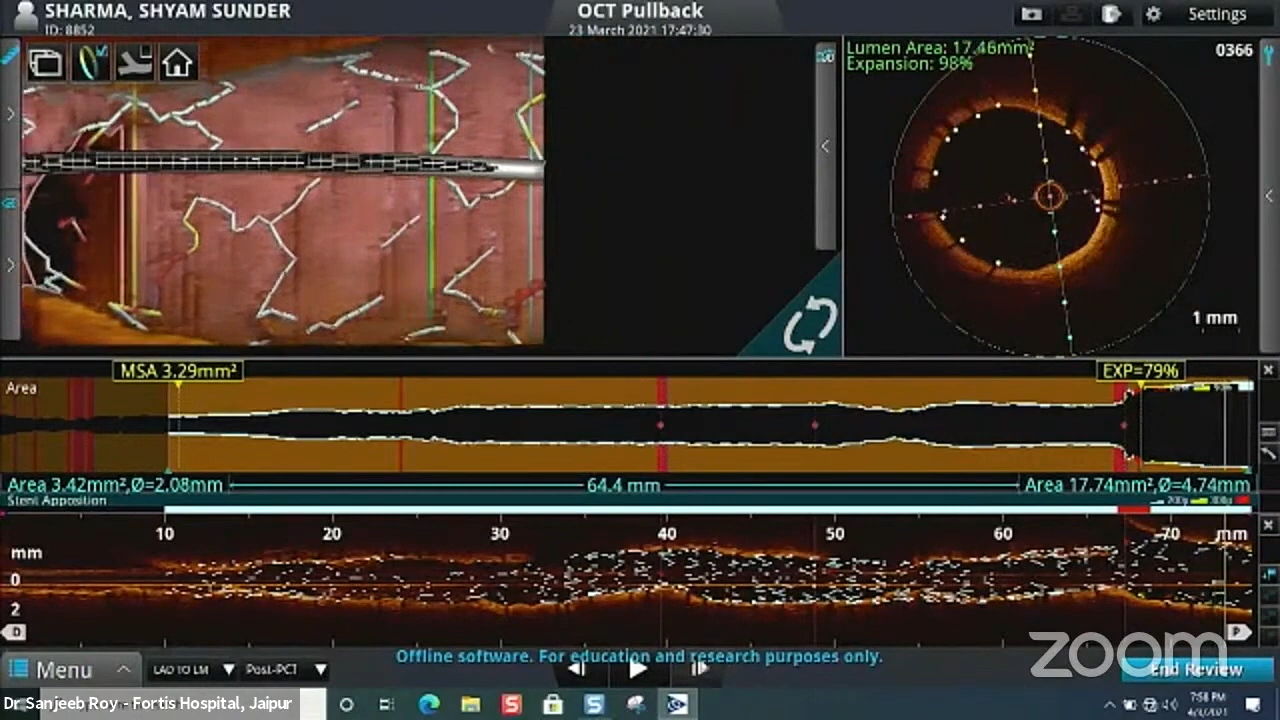 SHARMA, SHYAM SUNDER
ID: 8852
OCT Pullback
23 March 2021 17:47:30
Settings
Lumen Area: 17.46mm²
Expansion: 98%
0366
1 mm
MSA 3.29mm²
EXP=79%
Area
Area 3.42mm²,Ø=2.08mm
64.4 mm
Area 17.74mm²,Ø=4.74mm
Stent Apposition
10 20 30 40 50 60 70 mm
mm
0
2
D
P
Menu
LAD TO LM
Post-PCI
Offline software. For education and research purposes only.
End Review
zoom
Dr Sanjeeb Roy - Fortis Hospital, Jaipur
7:58 PM